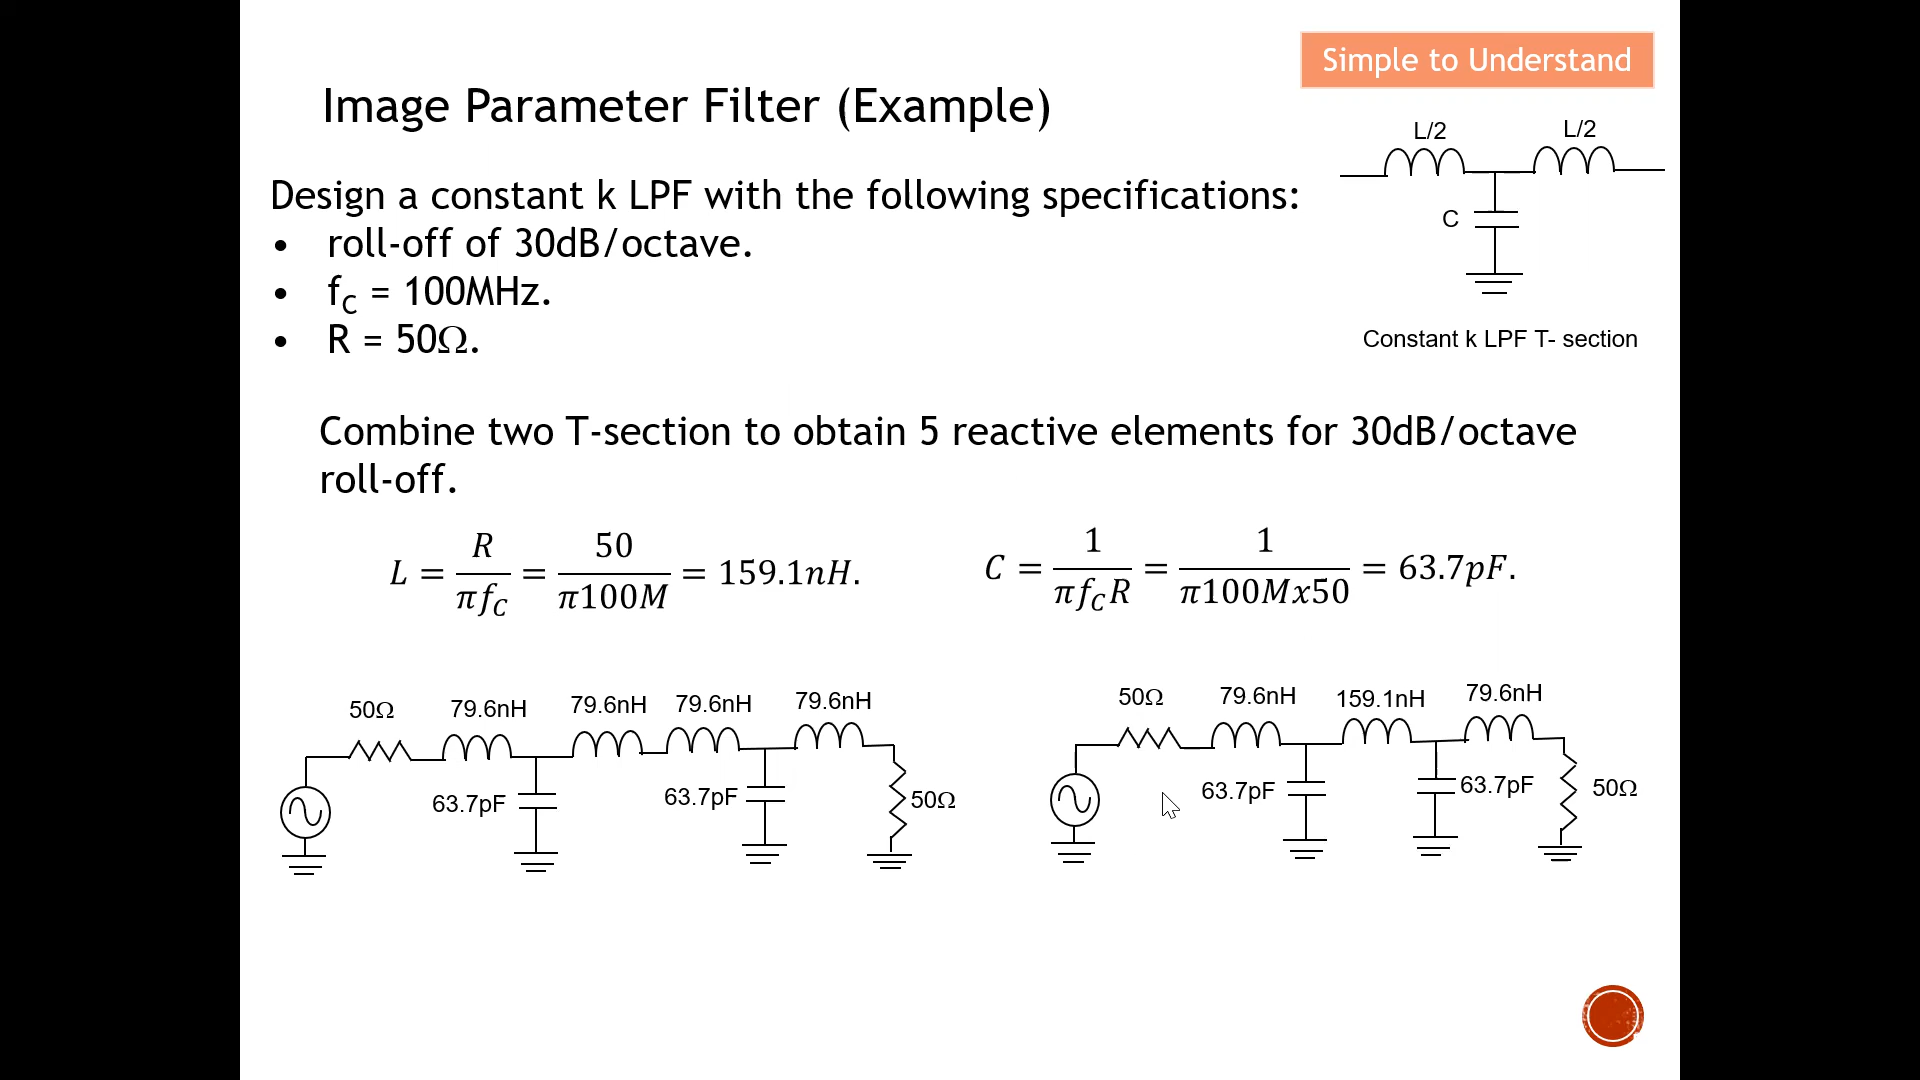 Simple to Understand
Image Parameter Filter (Example)
L/2 L/2
C
Constant k LPF T- section
Design a constant k LPF with the following specifications:
• roll-off of 30dB/octave.
• f_C = 100MHz.
• R = 50Ω.
Combine two T-section to obtain 5 reactive elements for 30dB/octave
roll-off.
L = R/(πf_C) = 50/(π100M) = 159.1nH.
C = 1/(πf_C R) = 1/(π100Mx50) = 63.7pF.
50Ω 79.6nH 79.6nH 79.6nH 79.6nH
63.7pF 63.7pF 50Ω
50Ω 79.6nH 159.1nH 79.6nH
63.7pF 63.7pF 50Ω